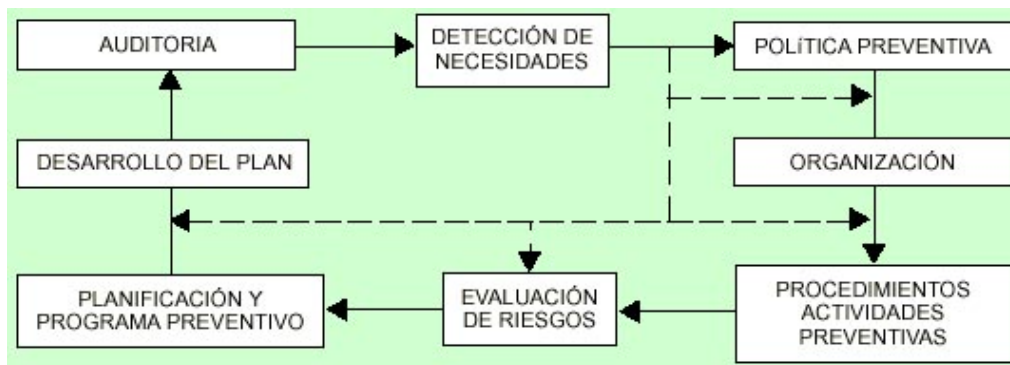 AUDITORIA
DETECCIÓN DE
NECESIDADES
POLíTICA PREVENTIVA
DESARROLLO DEL PLAN
ORGANIZACIÓN
PLANIFICACIÓN Y
PROGRAMA PREVENTIVO
EVALUACIÓN
DE RIESGOS
PROCEDIMIENTOS
ACTIVIDADES
PREVENTIVAS